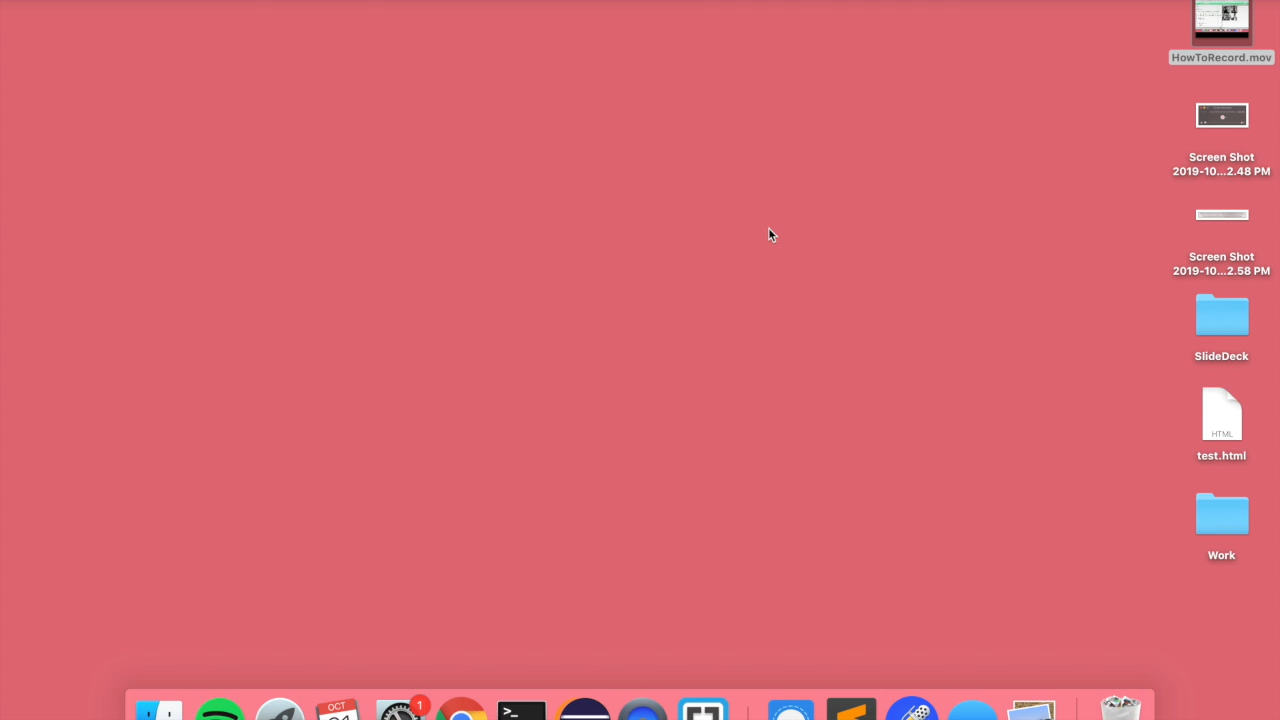 HowToRecord.mov
Screen Shot
2019-10...2.48 PM
Screen Shot
2019-10...2.58 PM
SlideDeck
HTML
test.html
Work
OCT
1
>_